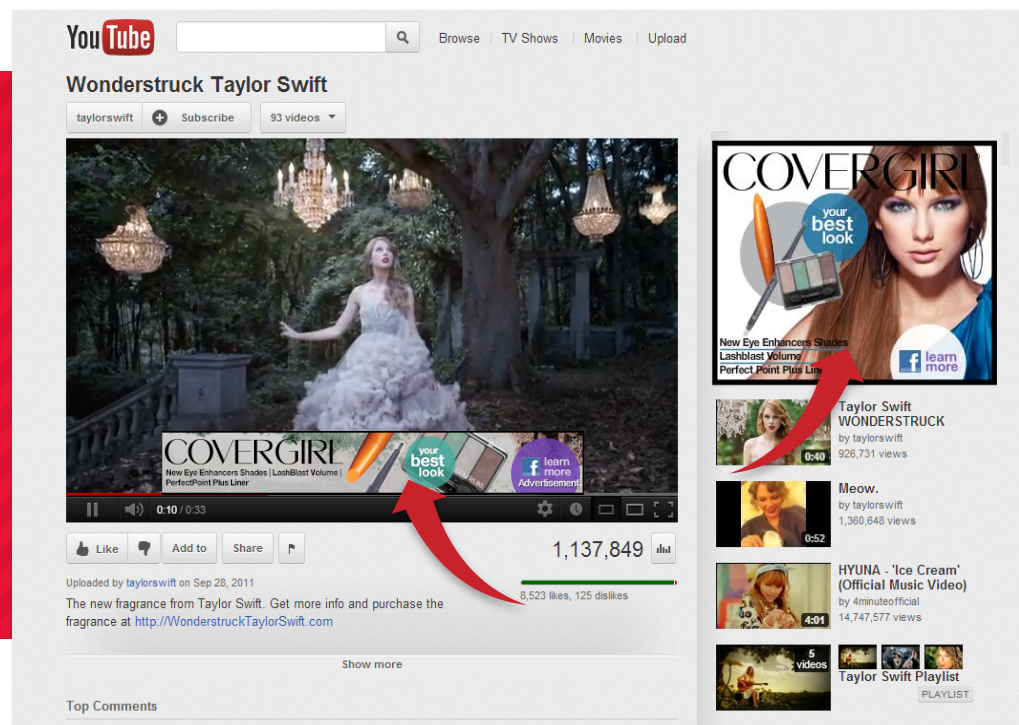 YouTube
Browse | TV Shows | Movies | Upload
Wonderstruck Taylor Swift
taylorswift Subscribe 93 videos
COVERGIRL
New Eye Enhancers Shades | LashBlast Volume |
PerfectPoint Plus Liner
your
best
look
learn
more
Advertisement
0:10 / 0:33
Like Add to Share
1,137,849
Uploaded by taylorswift on Sep 28, 2011
8,523 likes, 125 dislikes
The new fragrance from Taylor Swift. Get more info and purchase the
fragrance at http://WonderstruckTaylorSwift.com
Show more
Top Comments
COVERGIRL
your
best
look
New Eye Enhancers Shades
Lashblast Volume
Perfect Point Plus
learn
more
Taylor Swift
WONDERSTRUCK
by taylorswift
926,731 views
0:40
Meow.
by taylorswift
1,360,648 views
0:52
HYUNA - 'Ice Cream'
(Official Music Video)
by 4minuteofficial
14,747,577 views
4:01
5
videos
Taylor Swift Playlist
PLAYLIST